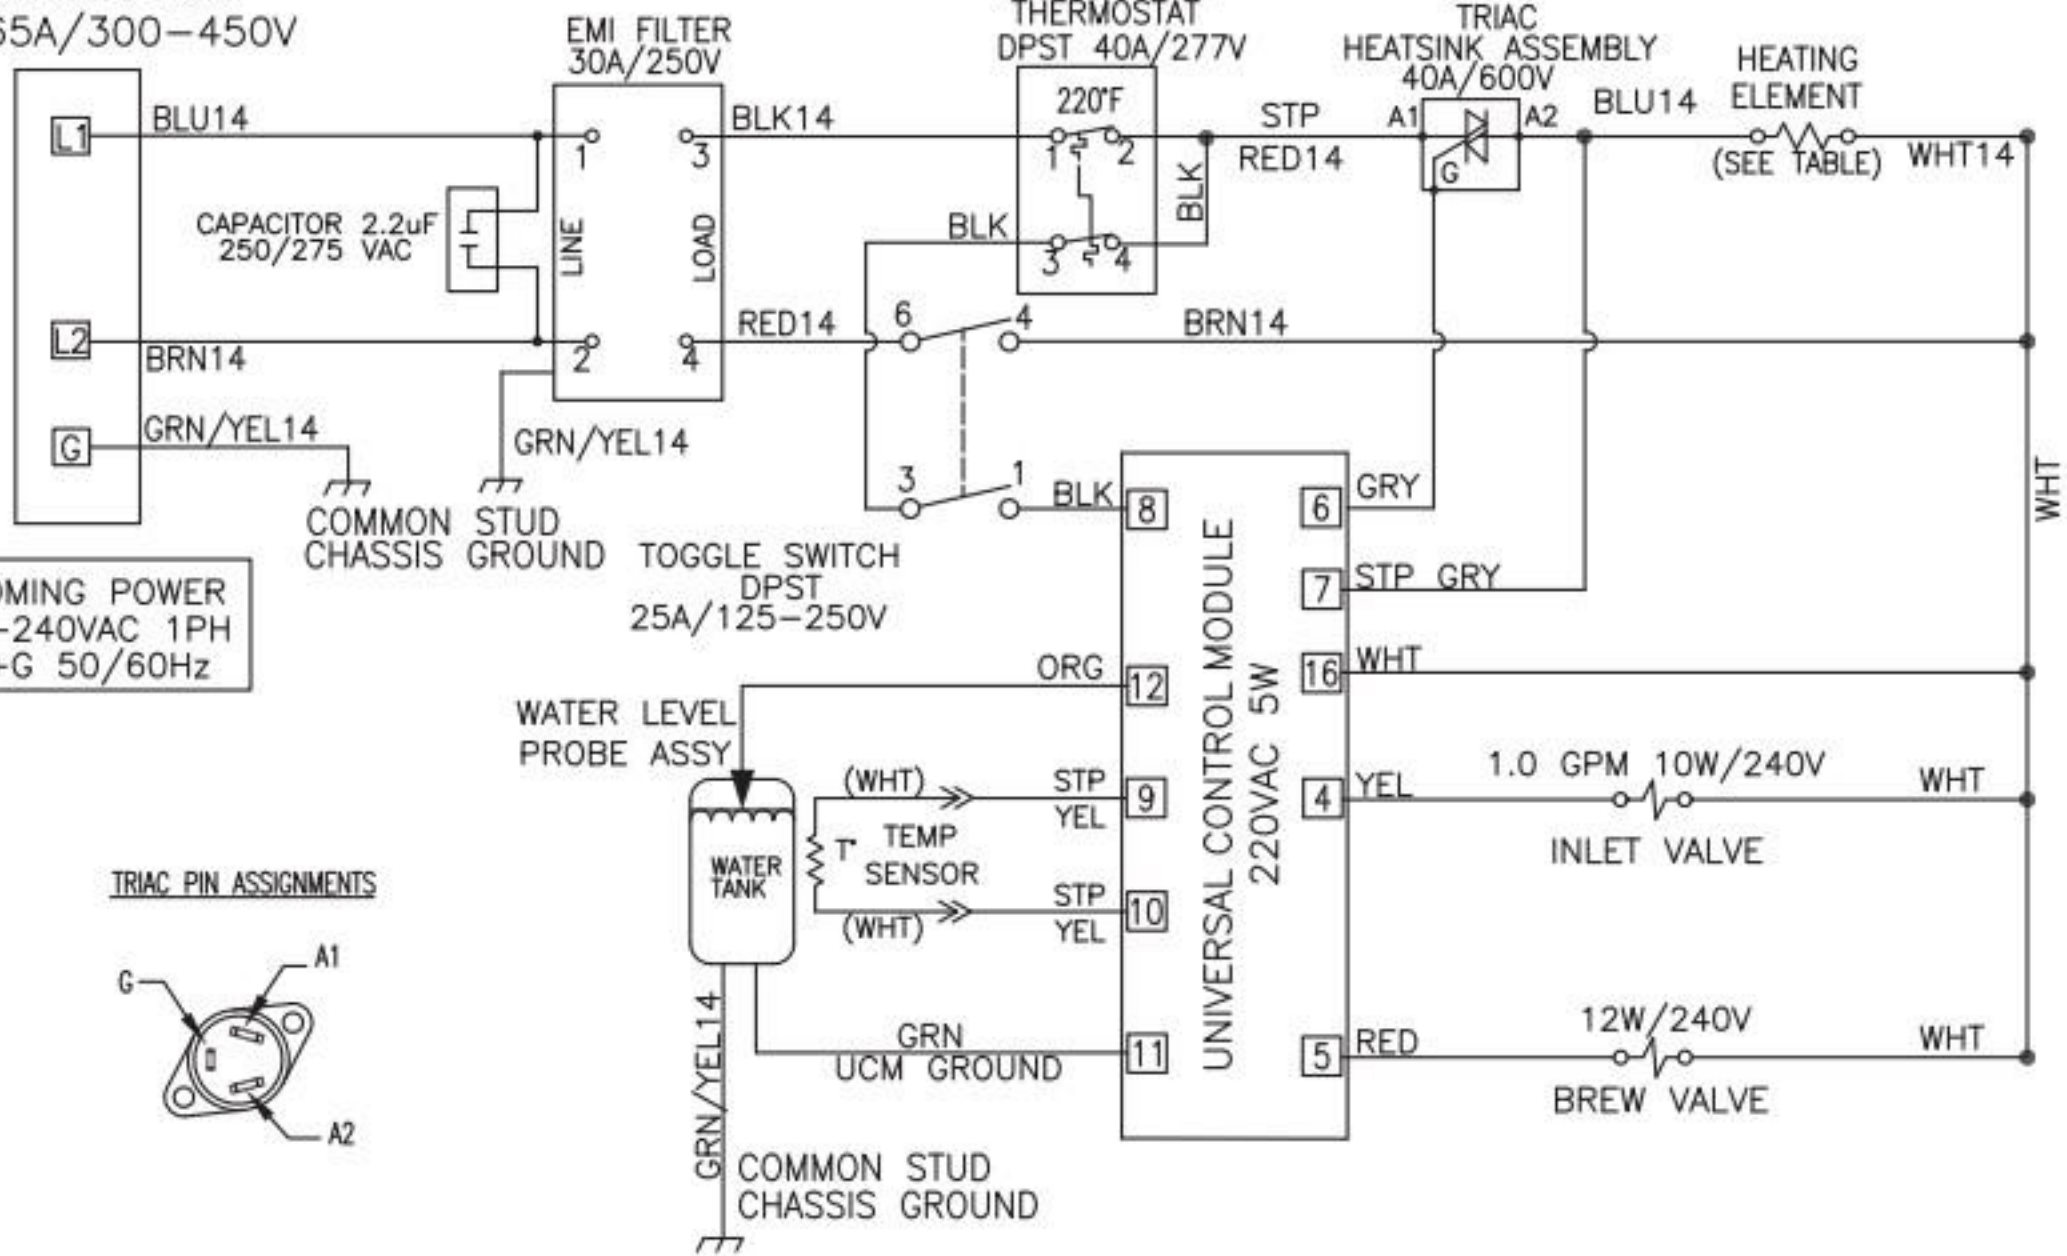 65A/300-450V
EMI FILTER
30A/250V
THERMOSTAT
DPST 40A/277V
TRIAC
HEATSINK ASSEMBLY
40A/600V
HEATING
ELEMENT
(SEE TABLE)
L1
BLU14
1
3
BLK14
220°F
1
2
STP
RED14
A1
A2
G
BLU14
WHT14
CAPACITOR 2.2uF
250/275 VAC
LINE
LOAD
BLK
3
4
BLK
L2
BRN14
2
4
RED14
6
4
BRN14
G
GRN/YEL14
GRN/YEL14
COMMON STUD
CHASSIS GROUND
3
1
BLK
8
6
GRY
WHT
TOGGLE SWITCH
DPST
25A/125-250V
POWER
-240VAC 1PH
-G 50/60Hz
7
STP GRY
UNIVERSAL CONTROL MODULE
220VAC 5W
ORG
12
16
WHT
WATER LEVEL
PROBE ASSY
(WHT)
STP
YEL
9
4
YEL
1.0 GPM 10W/240V
WHT
INLET VALVE
T°
TEMP
SENSOR
WATER
TANK
(WHT)
STP
YEL
10
TRIAC PIN ASSIGNMENTS
G
A1
A2
GRN/YEL14
GRN
UCM GROUND
11
5
RED
12W/240V
WHT
BREW VALVE
COMMON STUD
CHASSIS GROUND